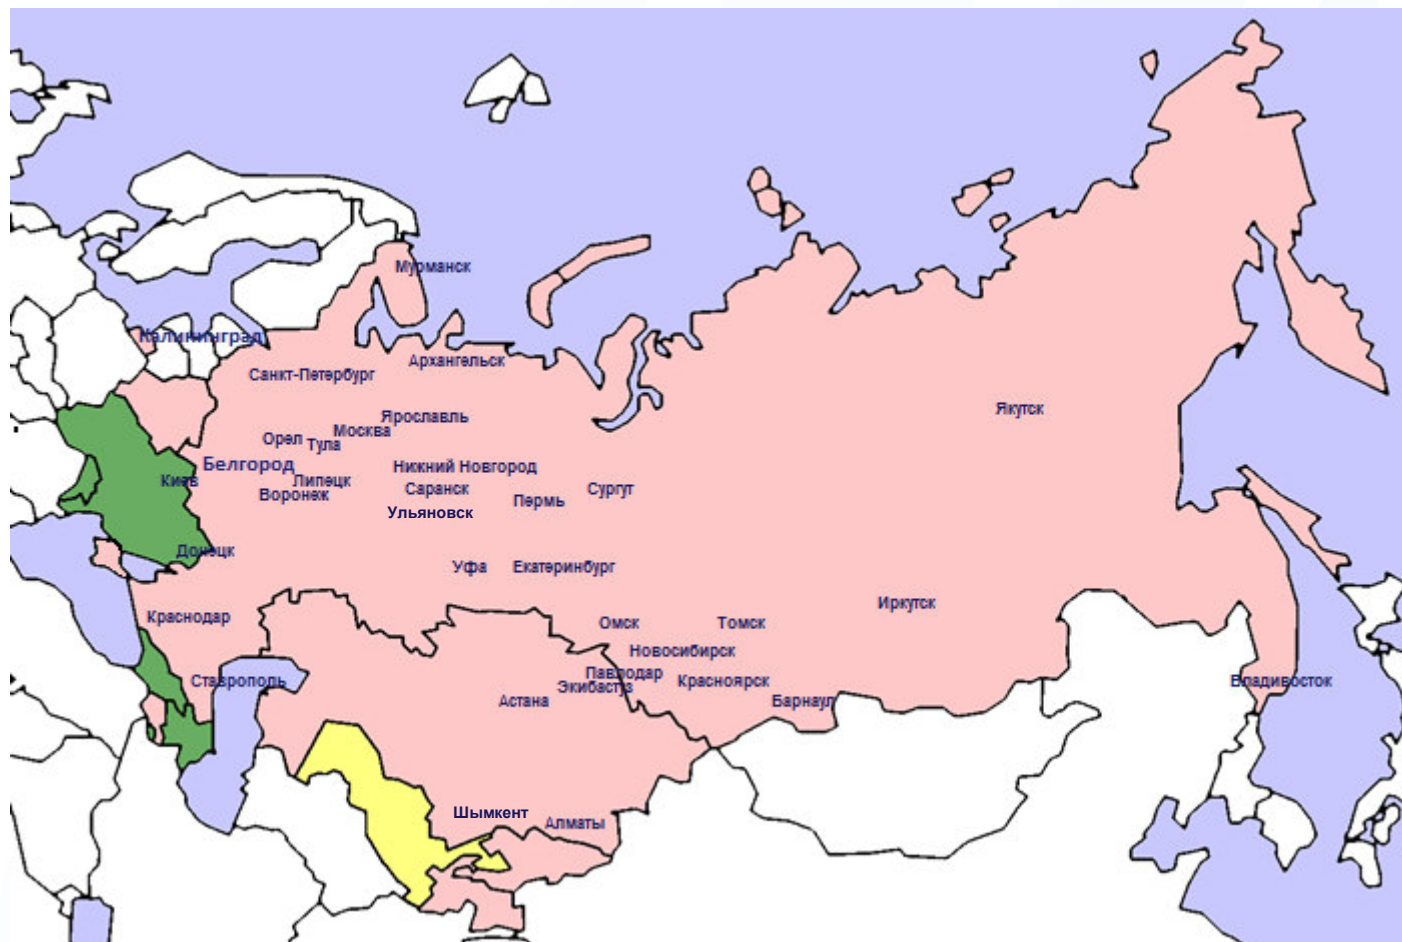 Мурманск
Калининград
Архангельск
Санкт-Петербург
Якутск
Ярославль
Москва
Орел
Тула
Белгород
Нижний Новгород
Киев
Липецк
Саранск
Сургут
Воронеж
Пермь
Ульяновск
Донецк
Уфа
Екатеринбург
Иркутск
Краснодар
Омск
Томск
Новосибирск
Павлодар
Ставрополь
Экибастуз
Красноярск
Владивосток
Астана
Барнаул
Шымкент
Алматы